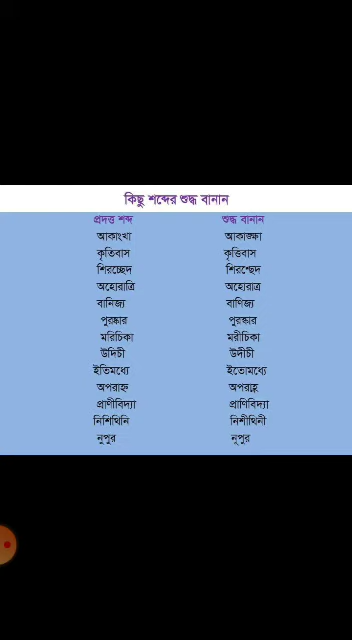 কিছু শব্দের শুদ্ধ বানান
প্রদত্ত শব্দ শুদ্ধ বানান
আকাংখা আকাঙ্ক্ষা
কৃতিবাস কৃত্তিবাস
শিরচ্ছেদ শিরশ্ছেদ
অহোরাত্রি অহোরাত্র
বানিজ্য বাণিজ্য
পুরষ্কার পুরস্কার
মরিচিকা মরীচিকা
উদিচী উদীচী
ইতিমধ্যে ইতোমধ্যে
অপরাহ্ন অপরাহ্ণ
প্রাণীবিদ্যা প্রাণিবিদ্যা
নিশিথিনি নিশীথিনী
নুপুর নূপুর